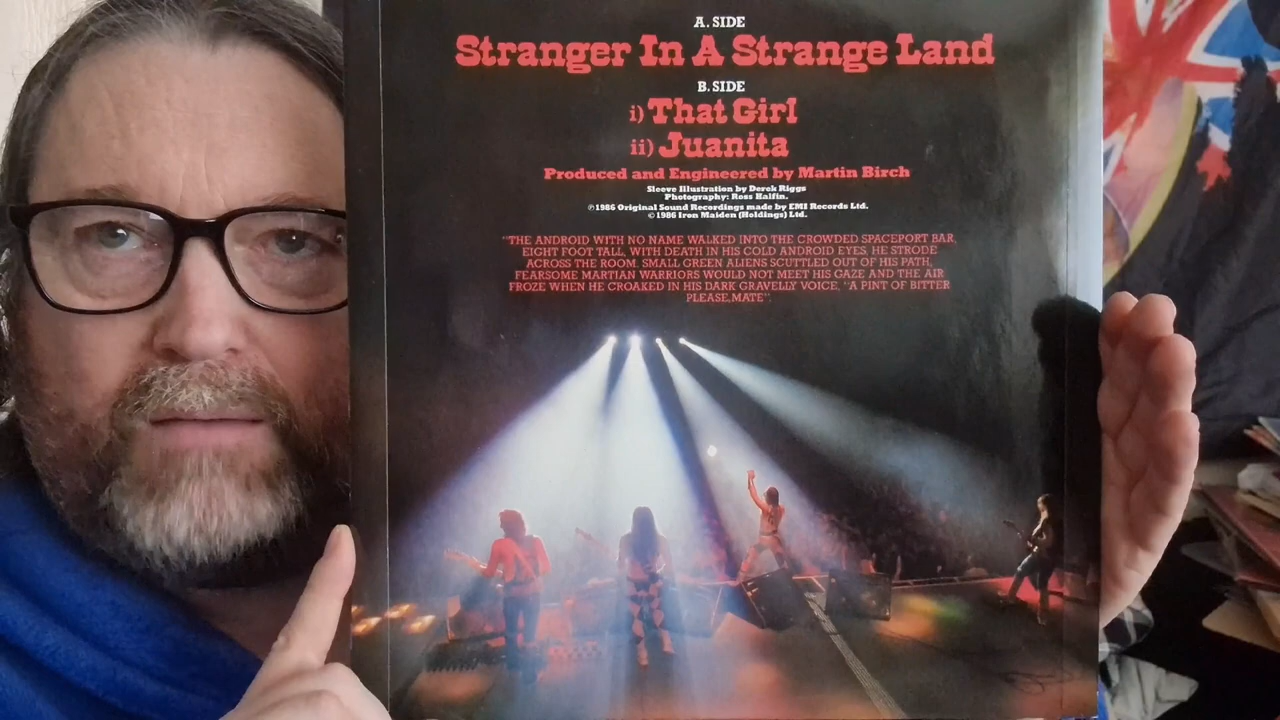 A. SIDE
Stranger In A Strange Land
B. SIDE
i) That Girl
ii) Juanita
Produced and Engineered by Martin Birch
Sleeve Illustration by Derek Riggs
Photography: Ross Halfin.
℗1986 Original Sound Recordings made by EMI Records Ltd.
©1986 Iron Maiden (Holdings) Ltd.
"THE ANDROID WITH NO NAME WALKED INTO THE CROWDED SPACEPORT BAR,
EIGHT FOOT TALL, WITH DEATH IN HIS COLD ANDROID EYES. HE STRODE
ACROSS THE ROOM. SMALL GREEN ALIENS SCUTTLED OUT OF HIS PATH,
FEARSOME MARTIAN WARRIORS WOULD NOT MEET HIS GAZE AND THE AIR
FROZE WHEN HE CROAKED IN HIS DARK GRAVELLY VOICE, "A PINT OF BITTER
PLEASE, MATE".